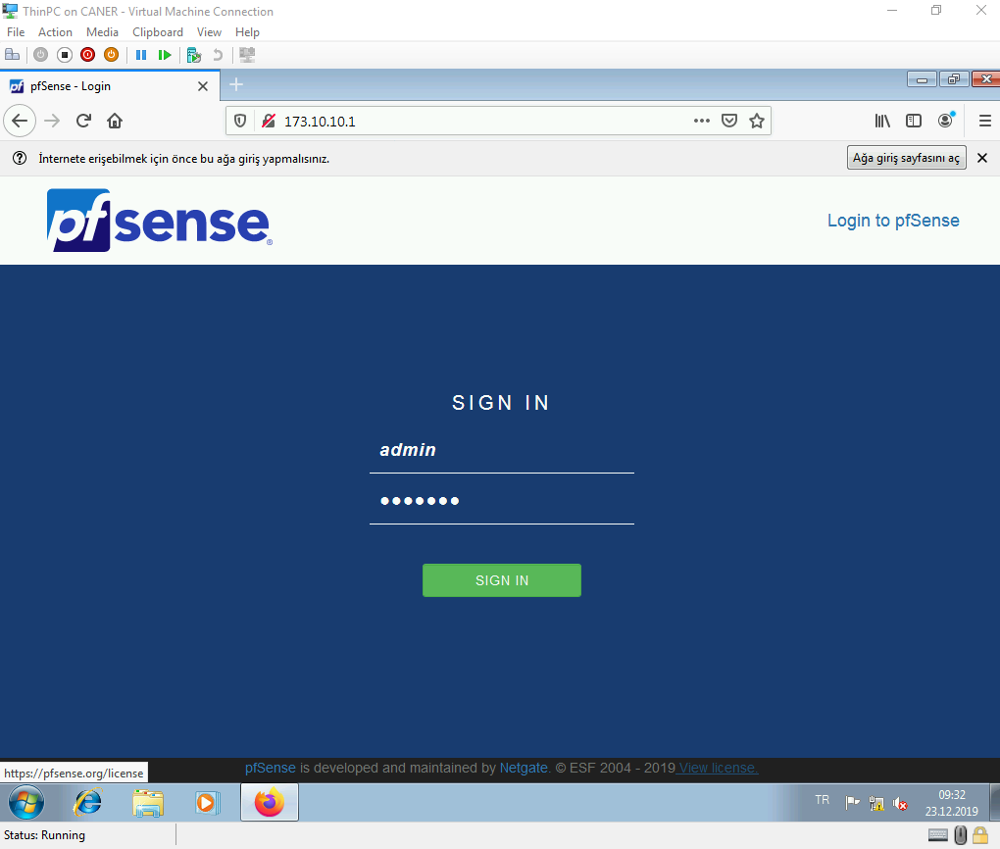 ThinPC on CANER - Virtual Machine Connection
File Action Media Clipboard View Help
pfSense - Login
173.10.10.1
İnternete erişebilmek için önce bu ağa giriş yapmalısınız.
Ağa giriş sayfasını aç
pfsense®
Login to pfSense
SIGN IN
admin
SIGN IN
pfSense is developed and maintained by Netgate. © ESF 2004 - 2019 View license.
https://pfsense.org/license
TR
09:32
23.12.2019
Status: Running